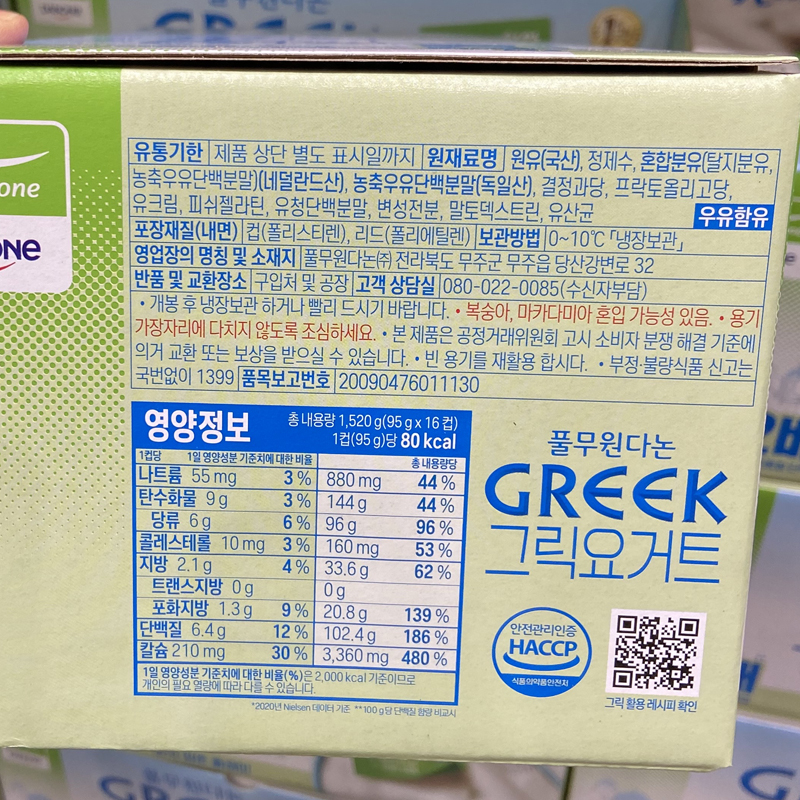 one
ONE
유통기한 제품 상단 별도 표시일까지 원재료명 원유(국산), 정제수, 혼합분유(탈지분유,
농축우유단백분말)(네덜란드산), 농축우유단백분말(독일산), 결정과당, 프락토올리고당,
유크림, 피쉬젤라틴, 유청단백분말, 변성전분, 말토덱스트린, 유산균 우유함유
포장재질(내면) 컵(폴리스티렌), 리드(폴리에틸렌) 보관방법 0~10℃ 「냉장보관」
영업장의 명칭 및 소재지 풀무원다논㈜ 전라북도 무주군 무주읍 당산강변로 32
반품 및 교환장소 구입처 및 공장 고객 상담실 080-022-0085(수신자부담)
• 개봉 후 냉장보관 하거나 빨리 드시기 바랍니다. • 복숭아, 마카다미아 혼입 가능성 있음. • 용기
가장자리에 다치지 않도록 조심하세요. • 본 제품은 공정거래위원회 고시 소비자 분쟁 해결 기준에
의거 교환 또는 보상을 받으실 수 있습니다. • 빈 용기를 재활용 합시다. • 부정·불량식품 신고는
국번없이 1399 품목보고번호 20090476011130
영양정보 총 내용량 1,520 g(95 g x 16 컵)
1컵(95 g)당 80 kcal
1컵당 1일 영양성분 기준치에 대한 비율 총 내용량당
나트륨 55 mg 3 % 880 mg 44 %
탄수화물 9 g 3 % 144 g 44 %
당류 6 g 6 % 96 g 96 %
콜레스테롤 10 mg 3 % 160 mg 53 %
지방 2.1 g 4 % 33.6 g 62 %
트랜스지방 0 g 0 g
포화지방 1.3 g 9 % 20.8 g 139 %
단백질 6.4 g 12 % 102.4 g 186 %
칼슘 210 mg 30 % 3,360 mg 480 %
1일 영양성분 기준치에 대한 비율(%)은 2,000 kcal 기준이므로
개인의 필요 열량에 따라 다를 수 있습니다.
*2020년 Nielsen 데이터 기준 **100 g당 단백질 함량 비교시
풀무원다논
GREEK
그릭요거트
안전관리인증
HACCP
식품의약품안전처
그릭 활용 레시피 확인